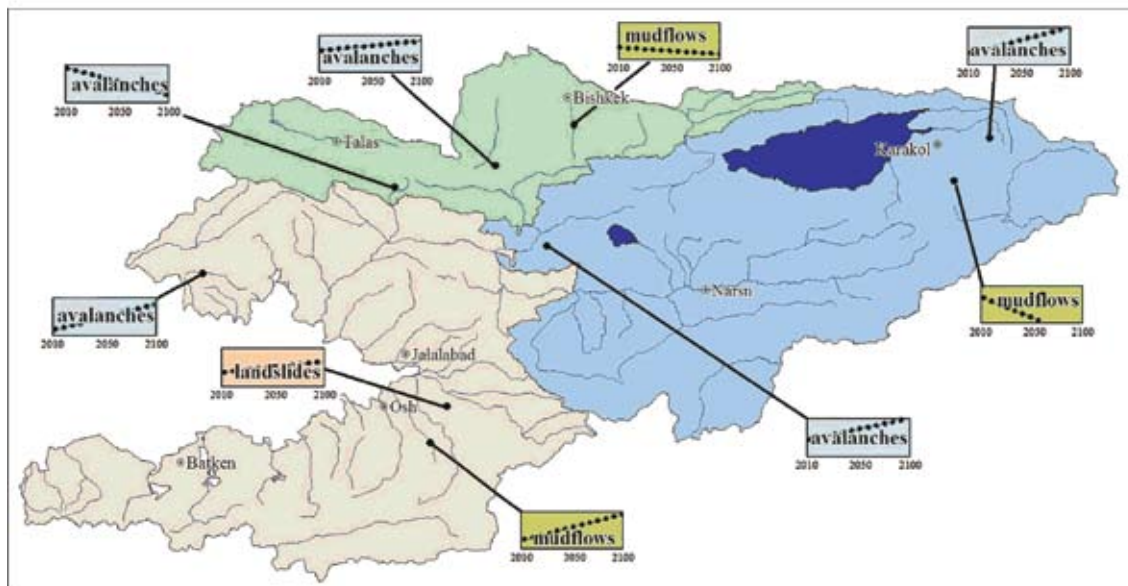 avalanches
2010 2050 2100
avalanches
2010 2050 2100
mudflows
2010 2050 2100
avalanches
2010 2050 2100
Bishkek
Talas
Karakol
Narsn
avalanches
2010 2050 2100
mudflows
2010 2050 2100
landslides
2010 2050 2100
Jalalabad
Osh
avalanches
2010 2050 2100
Batken
mudflows
2010 2050 2100